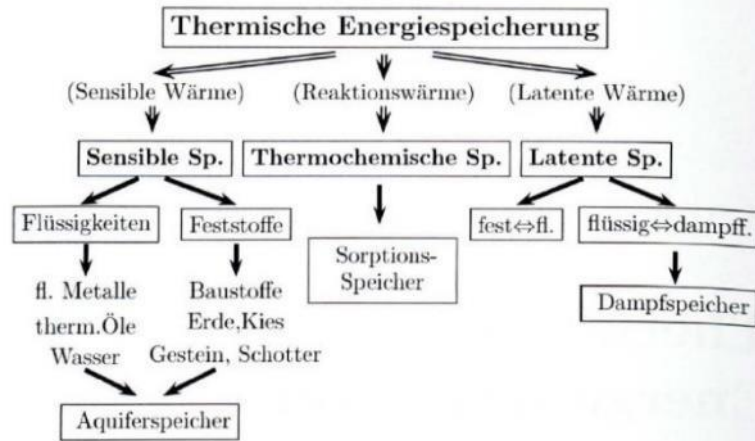 Thermische Energiespeicherung
(Sensible Wärme) (Reaktionswärme) (Latente Wärme)
Sensible Sp. Thermochemische Sp. Latente Sp.
Flüssigkeiten Feststoffe fest⇔fl. flüssig⇔dampff.
Sorptions-
Speicher
fl. Metalle Baustoffe Dampfspeicher
therm.Öle Erde,Kies
Wasser Gestein, Schotter
Aquiferspeicher